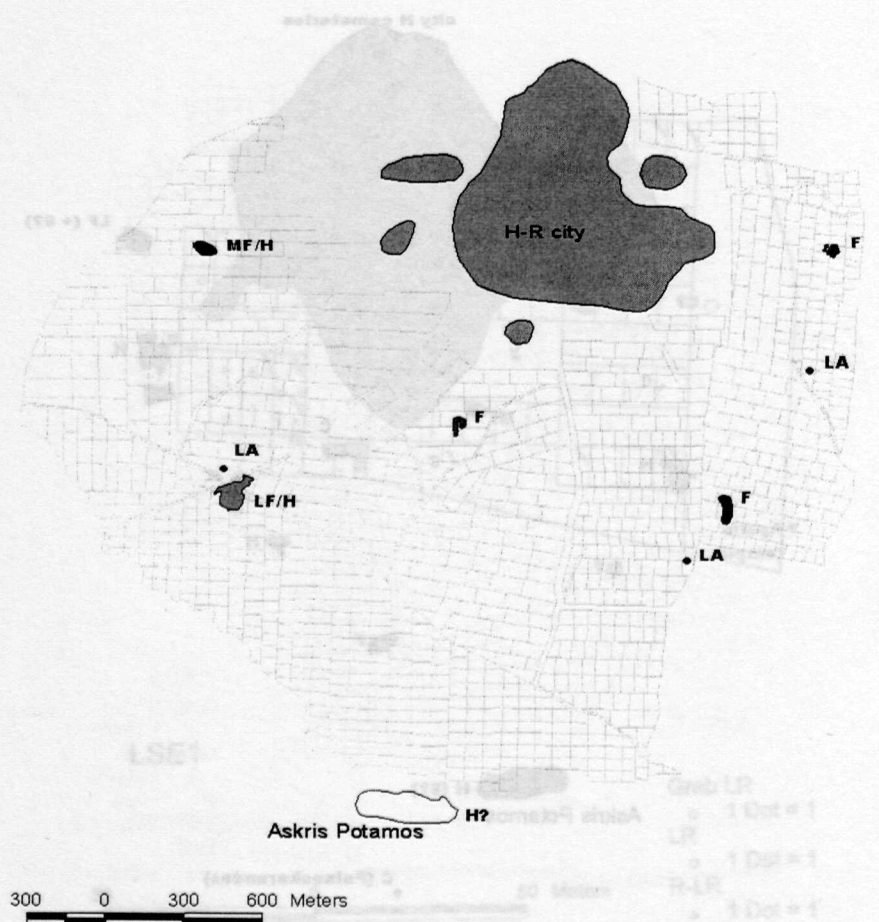 H-R city
MF/H
F
LA
F
LA
LF/H
F
LA
H?
Askris Potamos
300 0 300 600 Meters